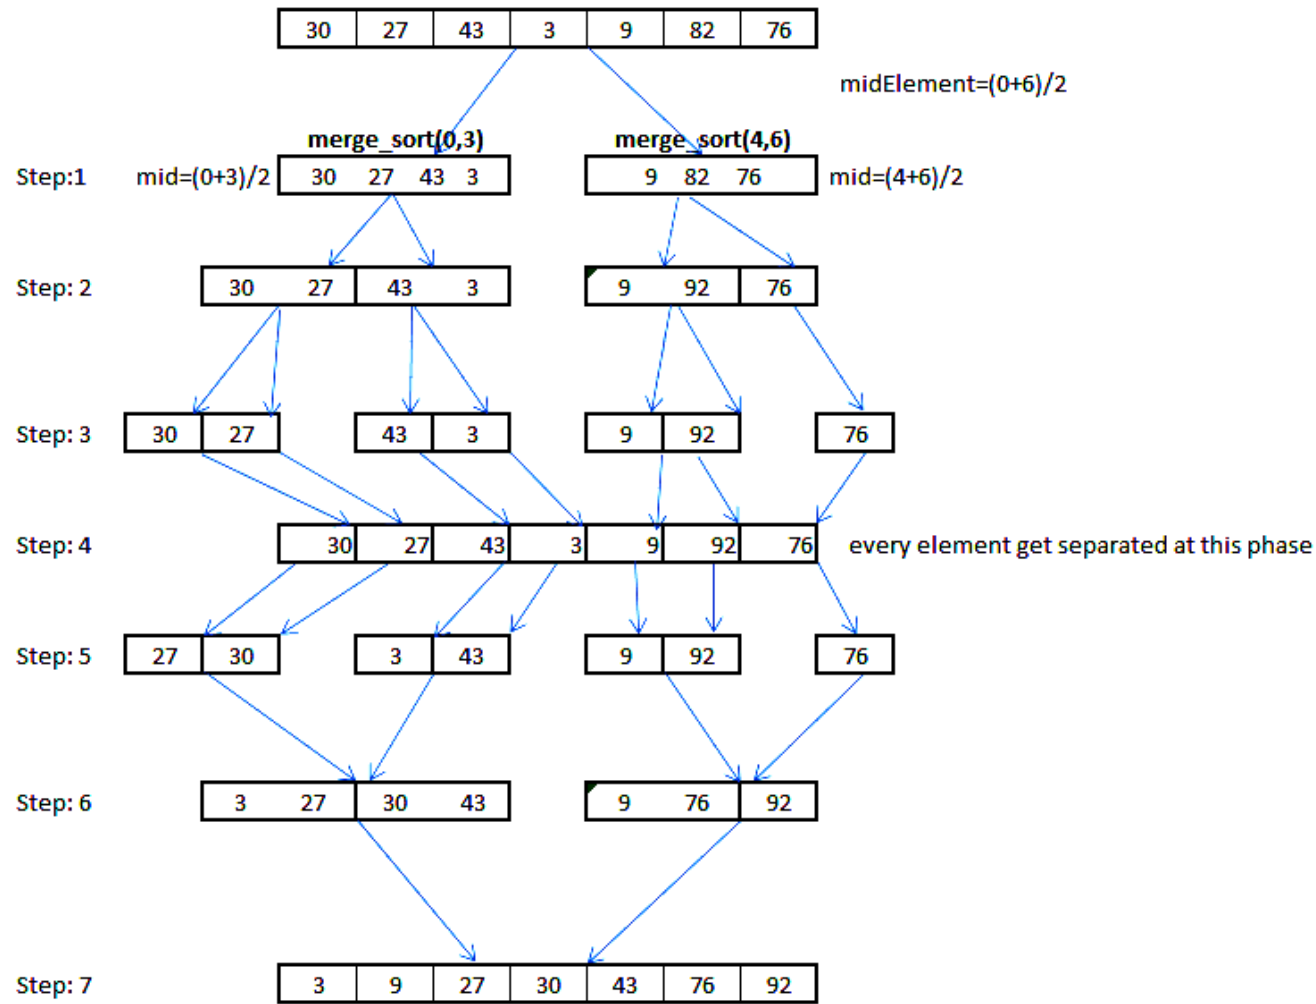 30 27 43 3 9 82 76
midElement=(0+6)/2
merge_sort(0,3) merge_sort(4,6)
Step:1 mid=(0+3)/2 30 27 43 3 9 82 76 mid=(4+6)/2
Step: 2 30 27 43 3 9 92 76
Step: 3 30 27 43 3 9 92 76
Step: 4 30 27 43 3 9 92 76 every element get separated at this phase
Step: 5 27 30 3 43 9 92 76
Step: 6 3 27 30 43 9 76 92
Step: 7 3 9 27 30 43 76 92